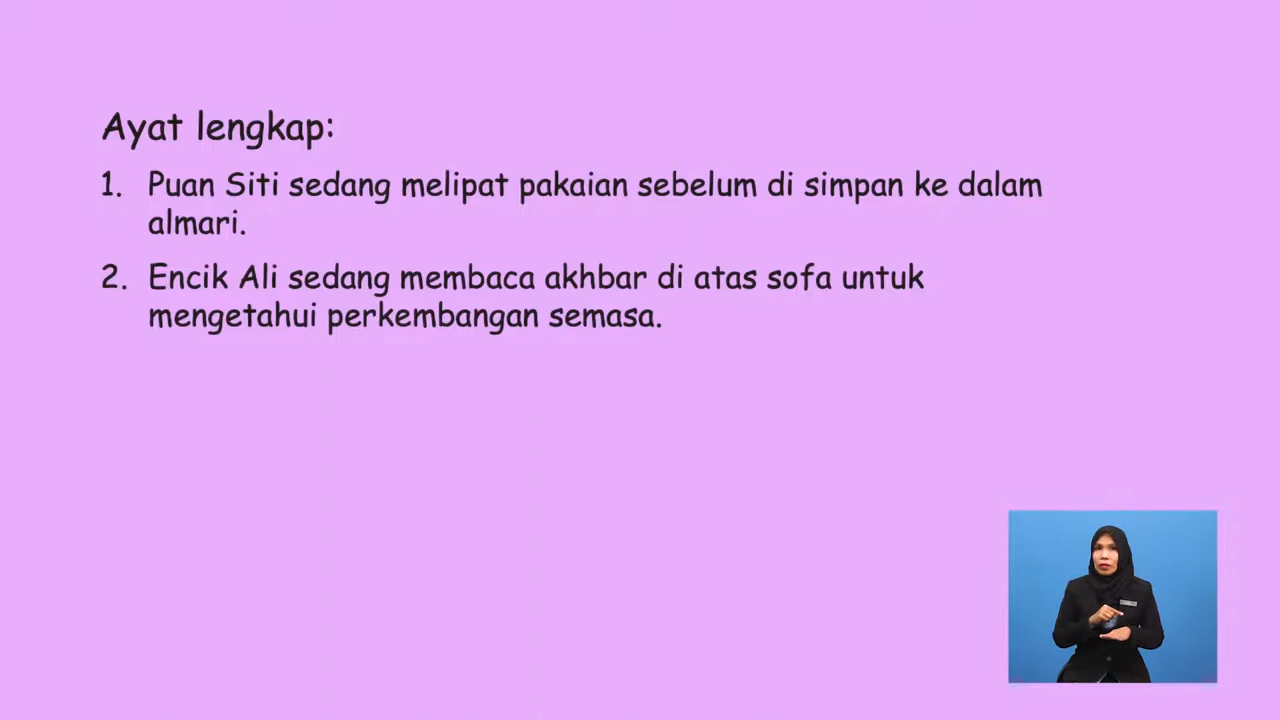 Ayat lengkap:
1. Puan Siti sedang melipat pakaian sebelum di simpan ke dalam
almari.
2. Encik Ali sedang membaca akhbar di atas sofa untuk
mengetahui perkembangan semasa.